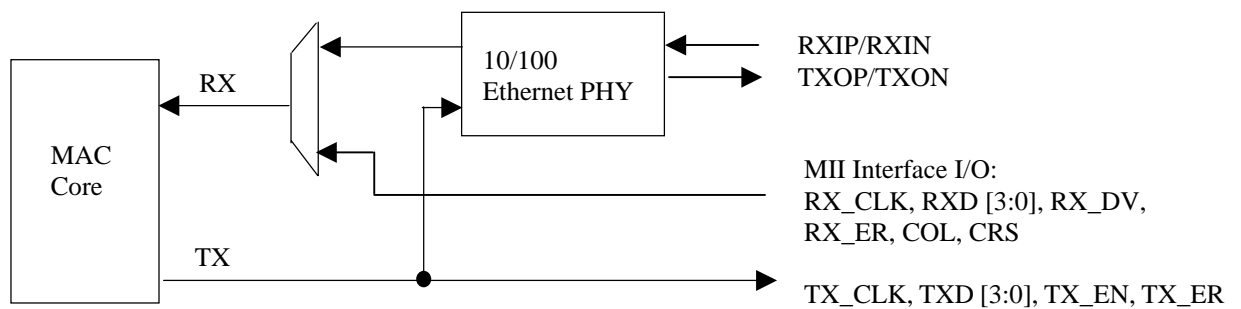 10/100
Ethernet PHY
RXIP/RXIN
TXOP/TXON
RX
MAC
Core
MII Interface I/O:
RX_CLK, RXD [3:0], RX_DV,
RX_ER, COL, CRS
TX
TX_CLK, TXD [3:0], TX_EN, TX_ER